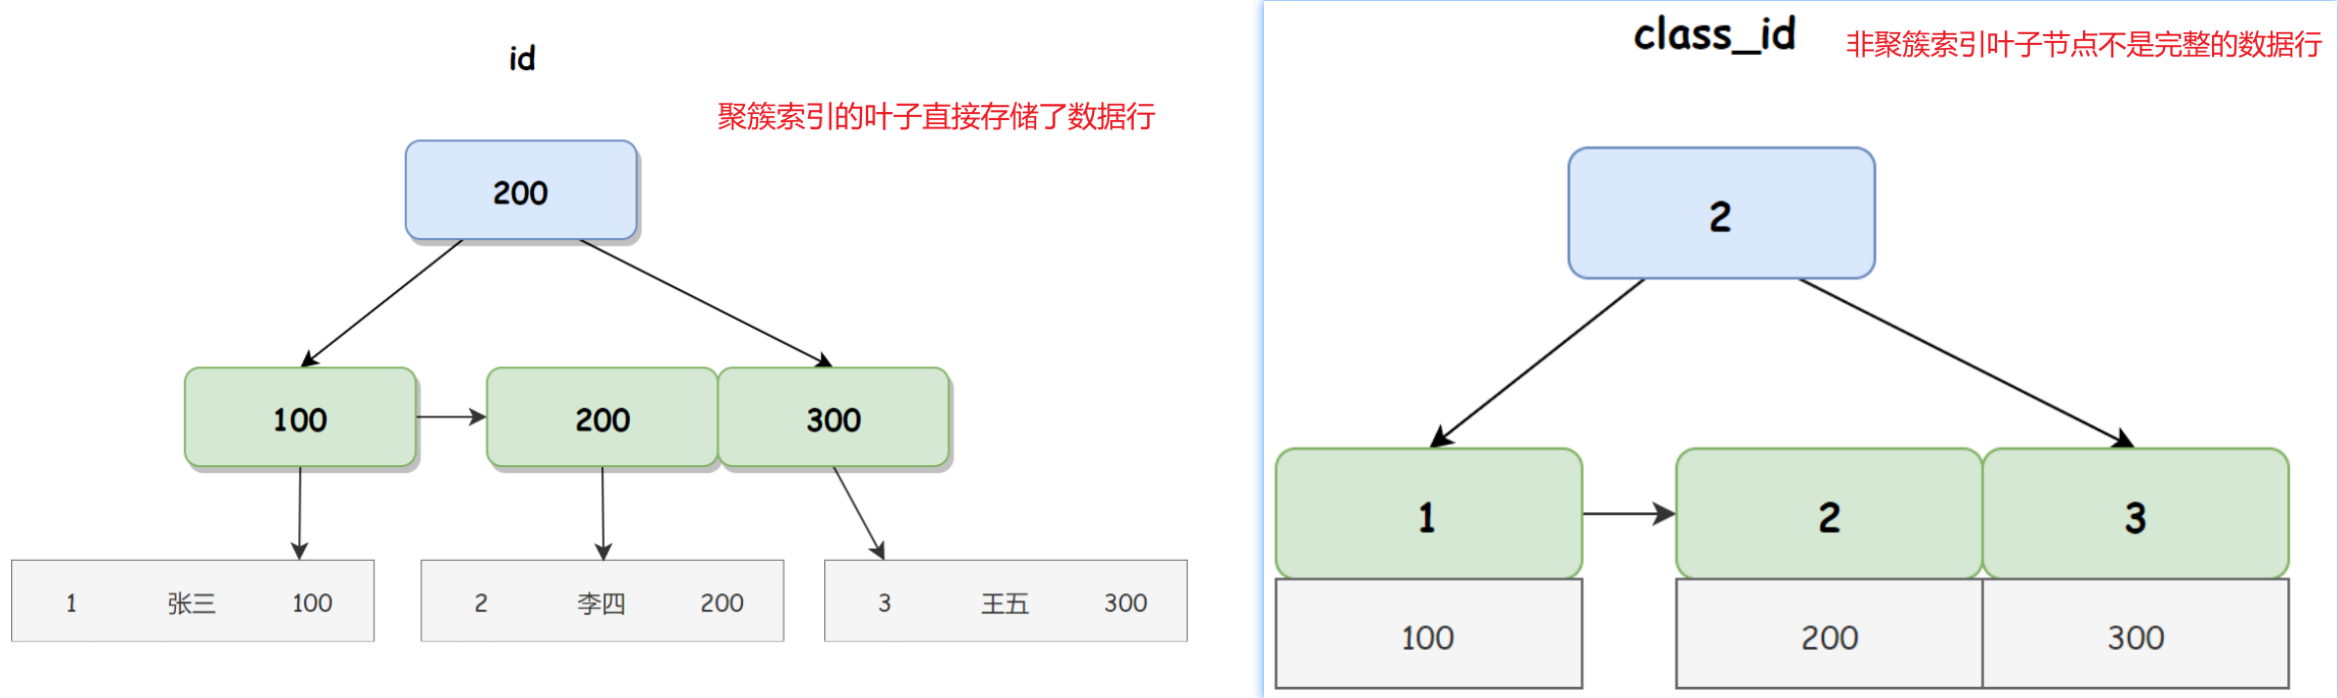 id
聚簇索引的叶子直接存储了数据行
200
100
200
300
1 张三 100
2 李四 200
3 王五 300
class_id
非聚簇索引叶子节点不是完整的数据行
2
1
2
3
100
200
300